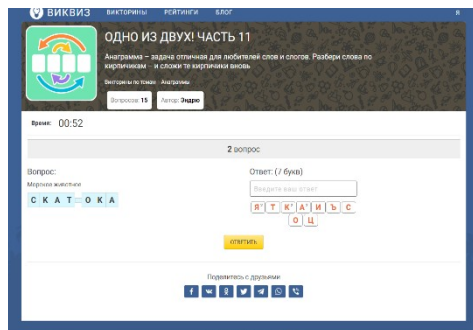 ВИКВИЗ ВИКТОРИНЫ РЕЙТИНГИ БЛОГ Я
ОДНО ИЗ ДВУХ! ЧАСТЬ 11
Анаграмма – задача отличная для любителей слов и слогов. Разбери слова по
кирпичикам – и сложи те кирпичики вновь
Викторины по темам Анаграммы
Вопросов: 15 Автор: Эндрю
Время: 00:52
2 вопрос
Вопрос:
Морское животное
С К А Т О К А
Ответ: (7 букв)
Введите ваш ответ
Я Т К А И Ъ С
О Ц
ОТВЕТИТЬ
Поделитесь с друзьями